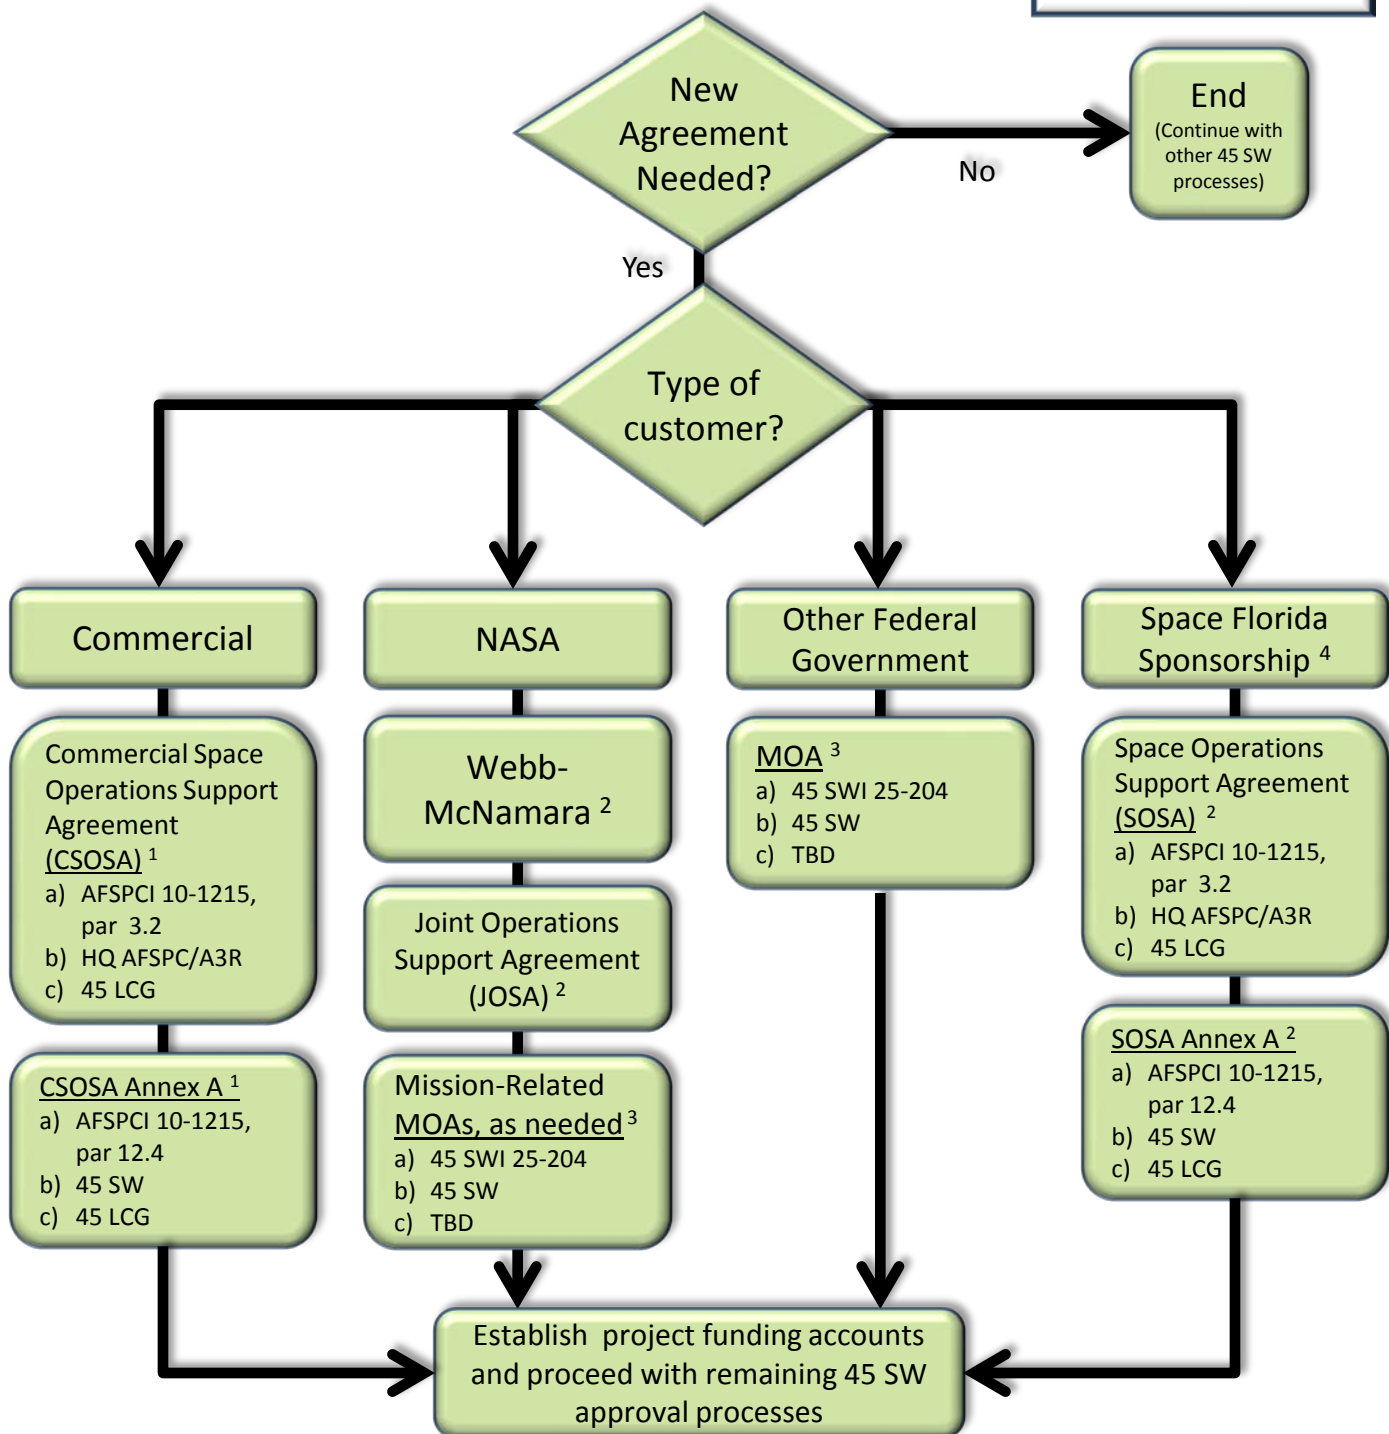 New
Agreement
Needed?
End
(Continue with
other 45 SW
processes)
No
Yes
Type of
customer?
Commercial
Commercial Space
Operations Support
Agreement
(CSOSA) 1
a) AFSPCI 10-1215,
par 3.2
b) HQ AFSPC/A3R
c) 45 LCG
CSOSA Annex A 1
a) AFSPCI 10-1215,
par 12.4
b) 45 SW
c) 45 LCG
NASA
Webb-
McNamara 2
Joint Operations
Support Agreement
(JOSA) 2
Mission-Related
MOAs, as needed 3
a) 45 SWI 25-204
b) 45 SW
c) TBD
Other Federal
Government
MOA 3
a) 45 SWI 25-204
b) 45 SW
c) TBD
Space Florida
Sponsorship 4
Space Operations
Support Agreement
(SOSA) 2
a) AFSPCI 10-1215,
par 3.2
b) HQ AFSPC/A3R
c) 45 LCG
SOSA Annex A 2
a) AFSPCI 10-1215,
par 12.4
b) 45 SW
c) 45 LCG
Establish project funding accounts
and proceed with remaining 45 SW
approval processes